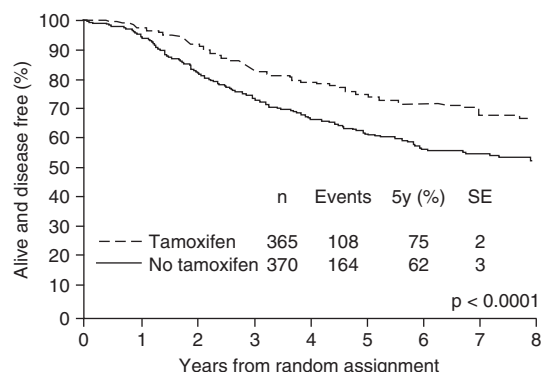 Alive and disease free (%)
100
90
80
70
60
50
40
30
20
10
0
n Events 5y (%) SE
Tamoxifen 365 108 75 2
No tamoxifen 370 164 62 3
p < 0.0001
0 1 2 3 4 5 6 7 8
Years from random assignment